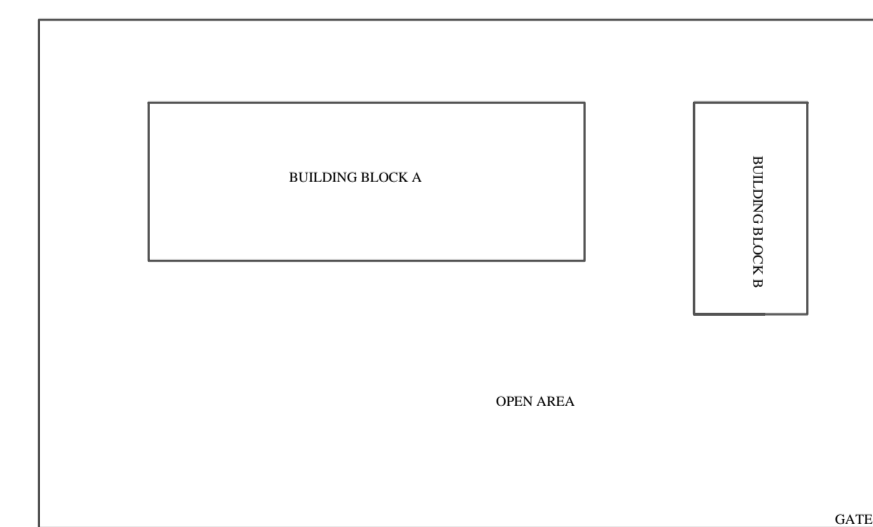 BUILDING BLOCK A
BUILDING BLOCK B
OPEN AREA
GATE